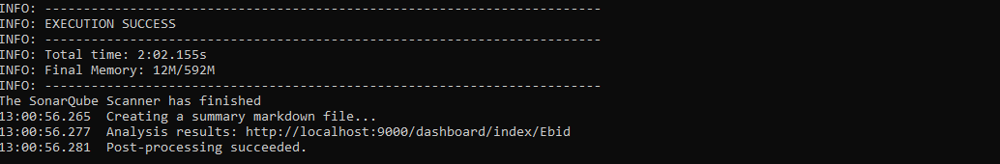 INFO: ------------------------------------------------------------------------
INFO: EXECUTION SUCCESS
INFO: ------------------------------------------------------------------------
INFO: Total time: 2:02.155s
INFO: Final Memory: 12M/592M
INFO: ------------------------------------------------------------------------
The SonarQube Scanner has finished
13:00:56.265  Creating a summary markdown file...
13:00:56.277  Analysis results: http://localhost:9000/dashboard/index/Ebid
13:00:56.281  Post-processing succeeded.